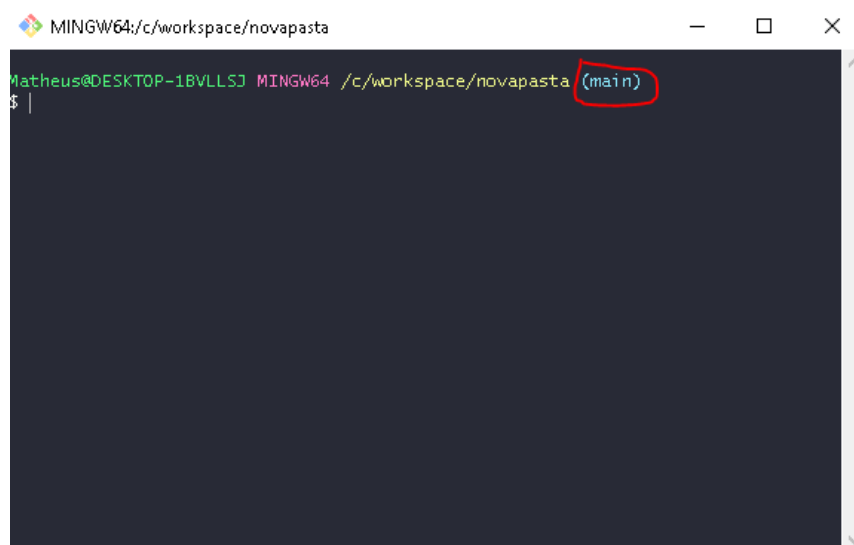 MINGW64:/c/workspace/novapasta
Matheus@DESKTOP-1BVLLSJ MINGW64 /c/workspace/novapasta (main)
$